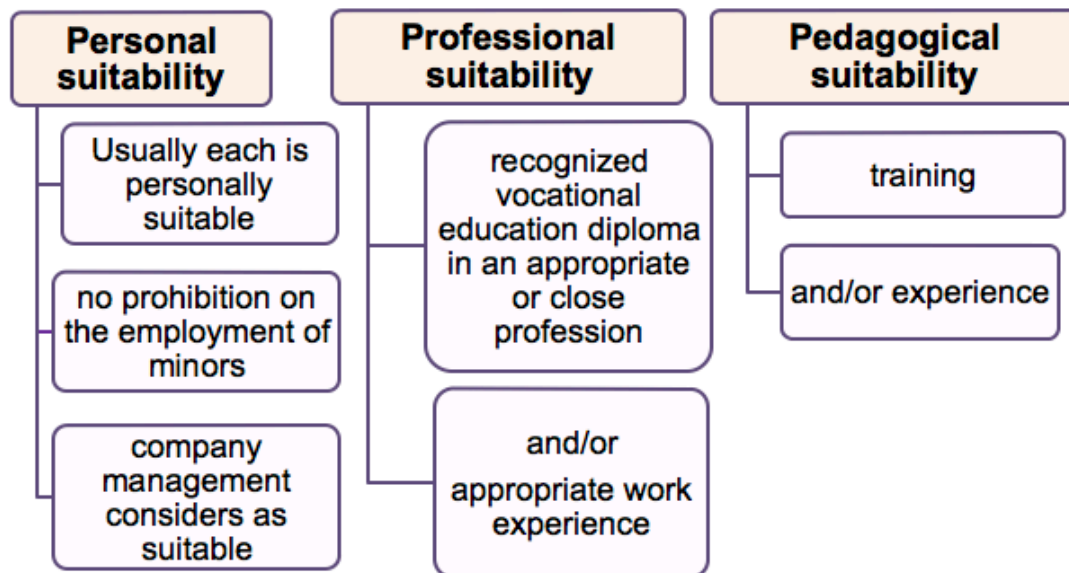 Personal
suitability
Usually each is
personally
suitable
no prohibition on
the employment of
minors
company
management
considers as
suitable
Professional
suitability
recognized
vocational
education diploma
in an appropriate
or close
profession
and/or
appropriate work
experience
Pedagogical
suitability
training
and/or experience